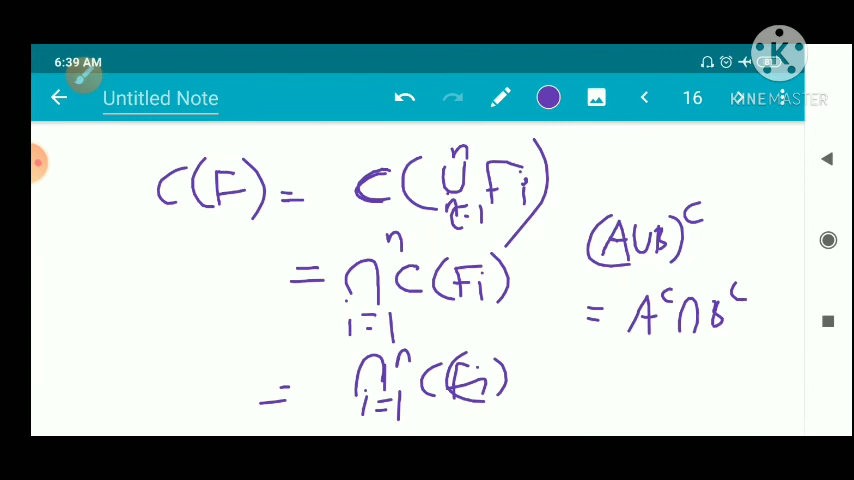 6:39 AM
KINEMASTER
Untitled Note
16
C(F) = C(⋃ⁿᵢ₌₁ Fi)
= ⋂ⁿᵢ₌₁ C(Fi)
(A∪B)ᶜ
= Aᶜ∩Bᶜ
= ⋂ⁿᵢ₌₁ C(Fi)